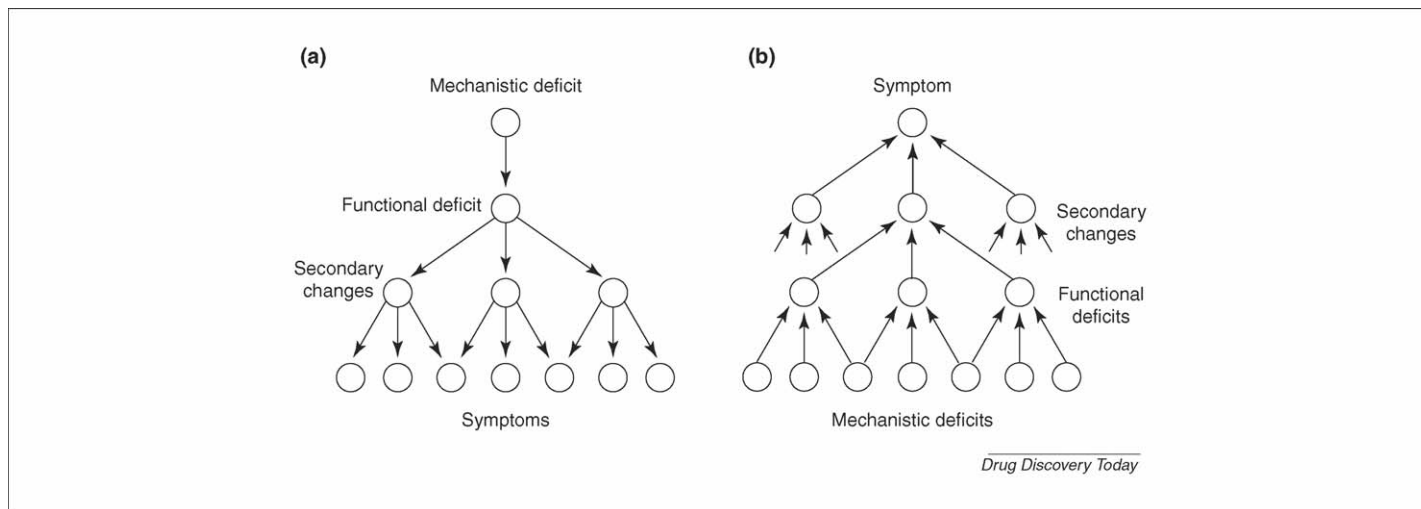 (a)
Mechanistic deficit
Functional deficit
Secondary
changes
Symptoms
(b)
Symptom
Secondary
changes
Functional
deficits
Mechanistic deficits
Drug Discovery Today